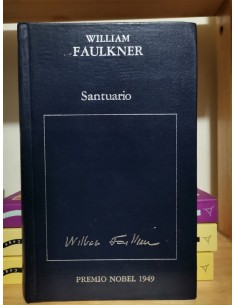 WILLIAM
FAULKNER
Santuario
William Faulkner
PREMIO NOBEL 1949